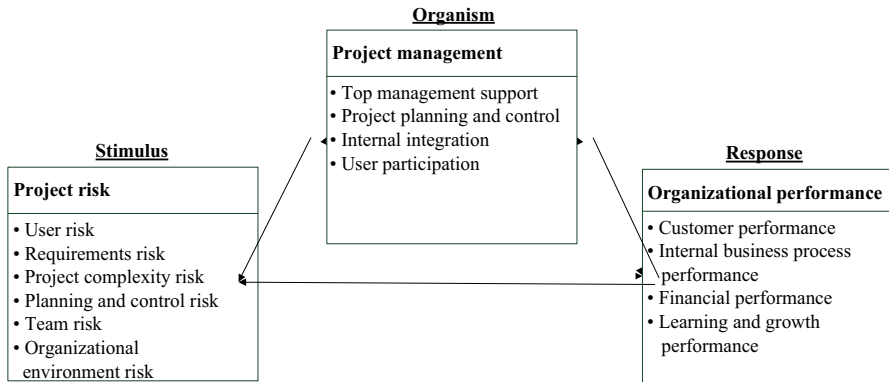 Organism
Project management
• Top management support
• Project planning and control
• Internal integration
• User participation
Stimulus
Project risk
• User risk
• Requirements risk
• Project complexity risk
• Planning and control risk
• Team risk
• Organizational
environment risk
Response
Organizational performance
• Customer performance
• Internal business process
performance
• Financial performance
• Learning and growth
performance